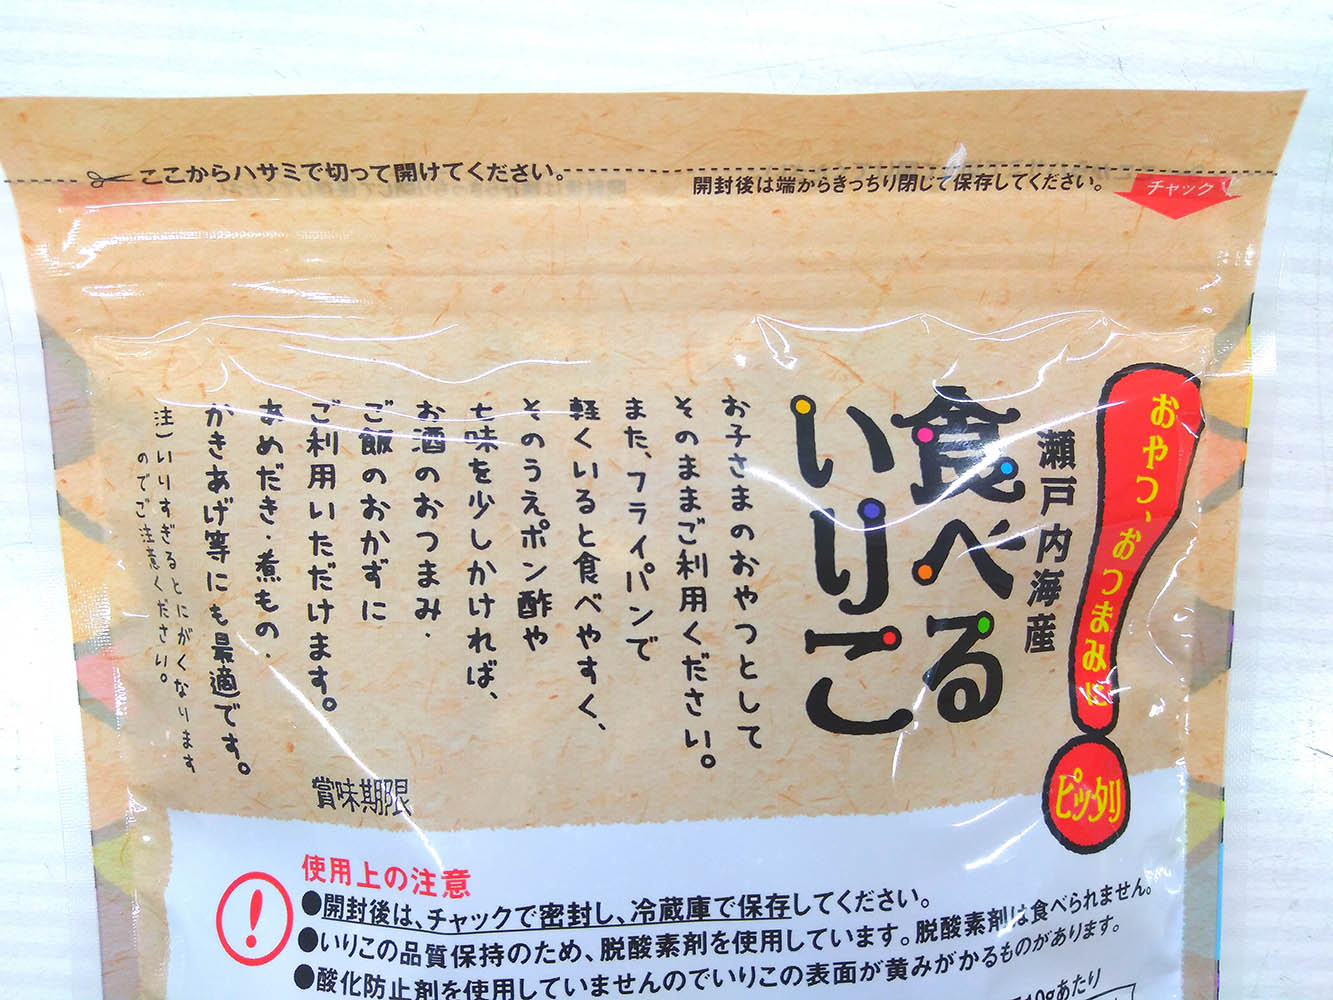 ここからハサミで切って開けてください。
開封後は端からきっちり閉じて保存してください。
チャック
おやつ、おつまみに
ピッタリ
瀬戸内海産
食べる
いりこ
お子さまのおやつとして
そのままご利用ください。
また、フライパンで
軽くいると食べやすく、
そのうえポン酢や
七味を少しかければ、
お酒のおつまみ・
ご飯のおかずに
ご利用いただけます。
あめだき・煮もの・
かきあげ等にも最適です。
注)いりすぎるとにがくなります
のでご注意ください。
賞味期限
使用上の注意
●開封後は、チャックで密封し、冷蔵庫で保存してください。
●いりこの品質保持のため、脱酸素剤を使用しています。脱酸素剤は食べられません。
●酸化防止剤を使用していませんのでいりこの表面が黄みがかるものがあります。
10gあたり